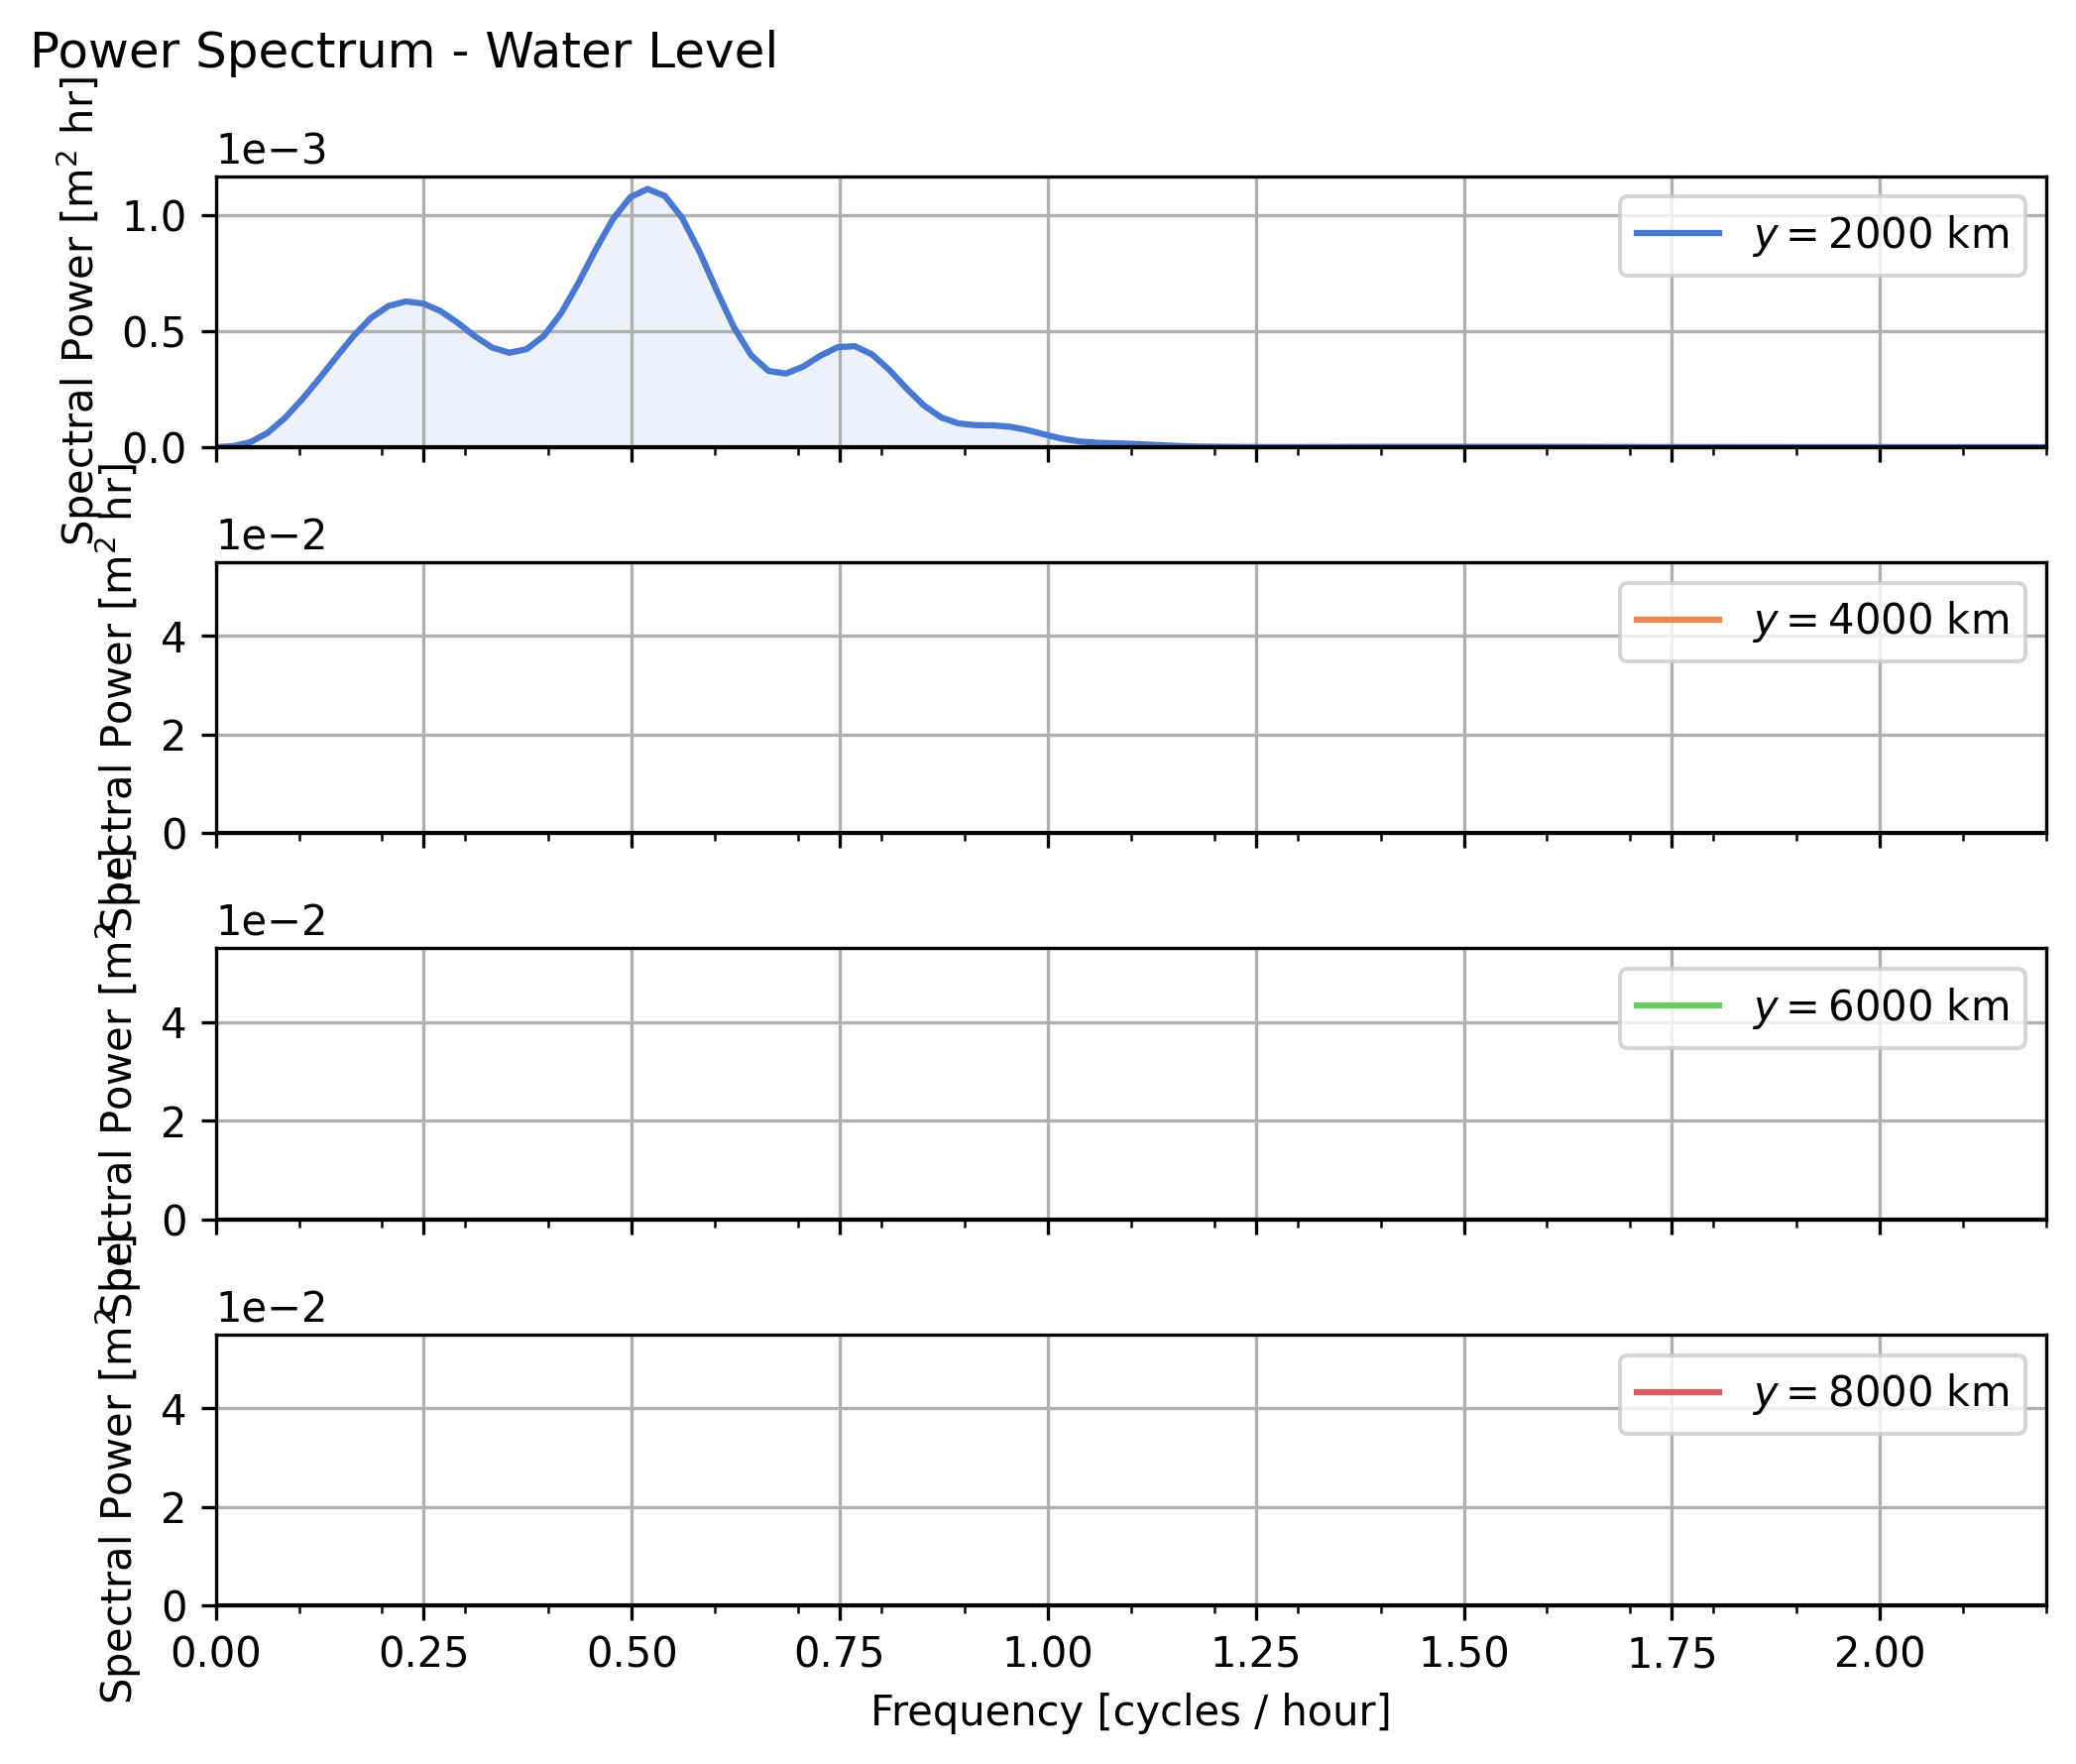 Power Spectrum - Water Level
Spectral Power [m² hr]
1e−3
1.0
0.5
0.0
y = 2000 km
Spectral Power [m² hr]
1e−2
4
2
0
y = 4000 km
Spectral Power [m² hr]
1e−2
4
2
0
y = 6000 km
Spectral Power [m² hr]
1e−2
4
2
0
y = 8000 km
0.00 0.25 0.50 0.75 1.00 1.25 1.50 1.75 2.00
Frequency [cycles / hour]